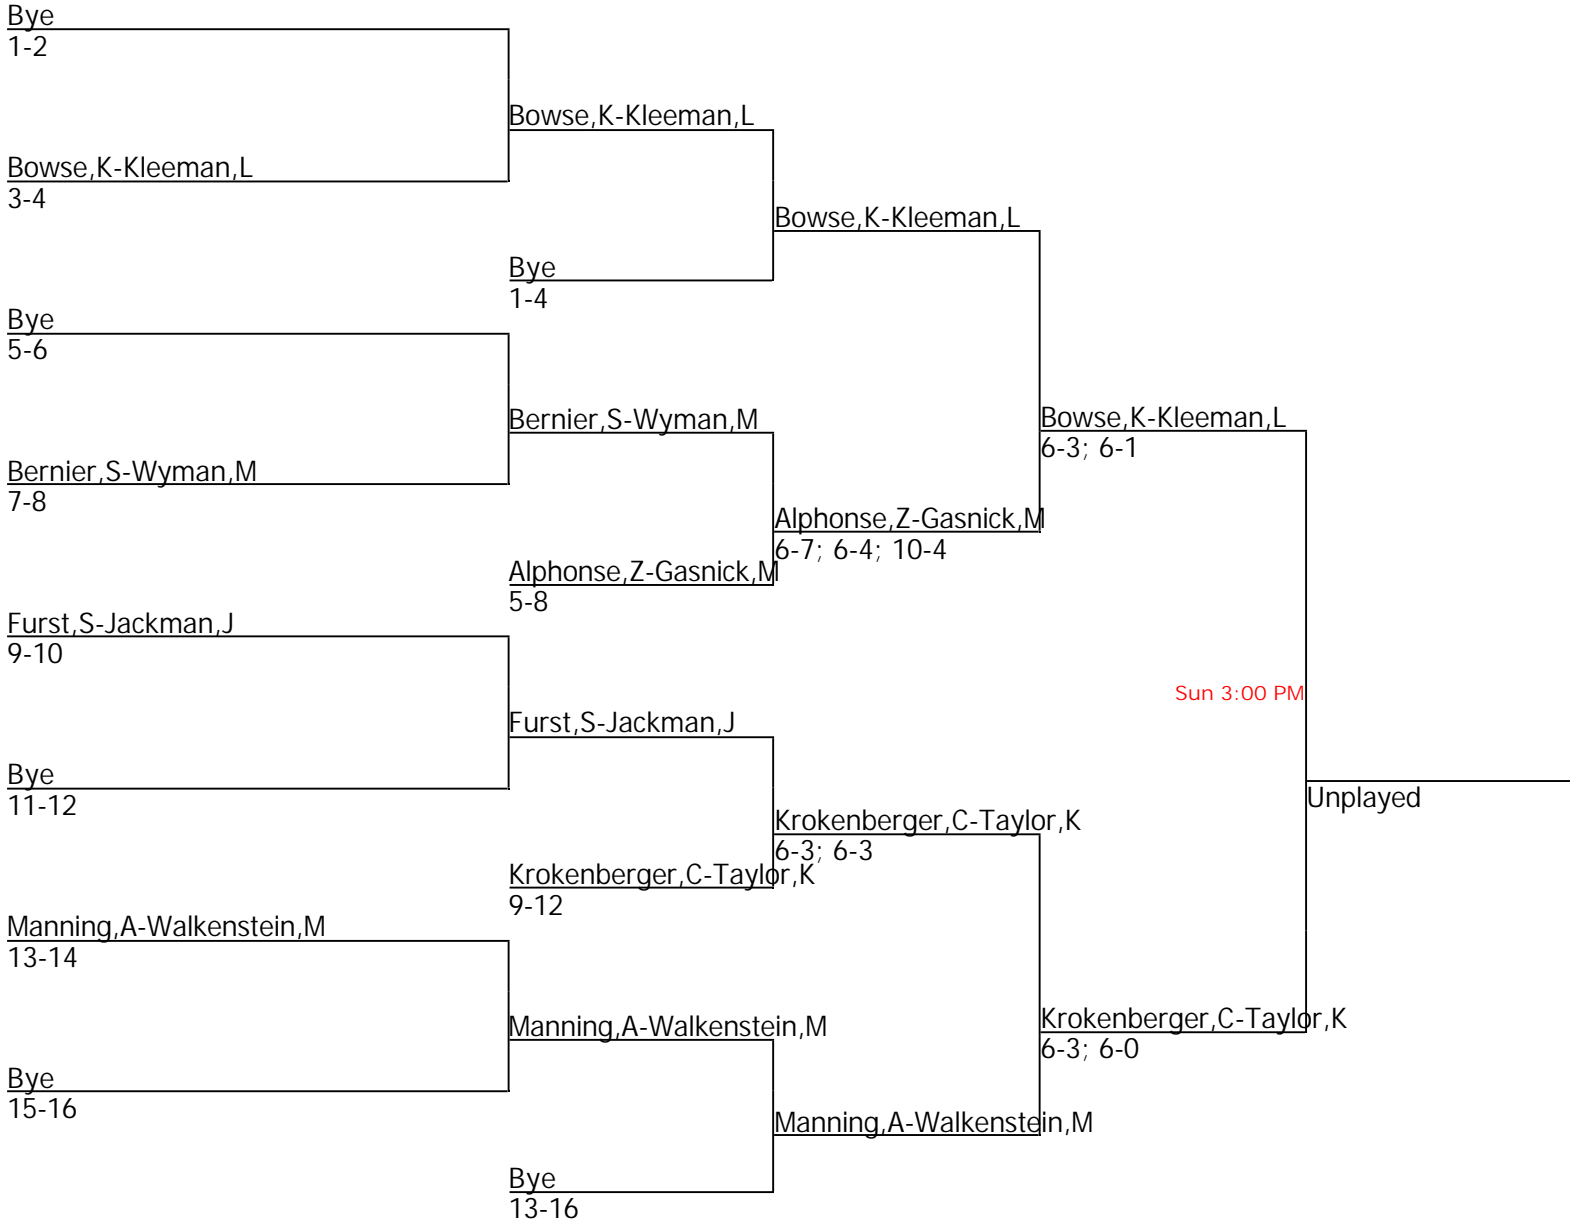 Bye
1-2
Bowse,K-Kleeman,L
Bowse,K-Kleeman,L
3-4
Bowse,K-Kleeman,L
Bye
1-4
Bye
5-6
Bernier,S-Wyman,M
Bowse,K-Kleeman,L
6-3; 6-1
Bernier,S-Wyman,M
7-8
Alphonse,Z-Gasnick,M
6-7; 6-4; 10-4
Alphonse,Z-Gasnick,M
5-8
Furst,S-Jackman,J
9-10
Sun 3:00 PM
Furst,S-Jackman,J
Bye
11-12
Unplayed
Krokenberger,C-Taylor,K
6-3; 6-3
Krokenberger,C-Taylor,K
9-12
Manning,A-Walkenstein,M
13-14
Manning,A-Walkenstein,M
Krokenberger,C-Taylor,K
6-3; 6-0
Bye
15-16
Manning,A-Walkenstein,M
Bye
13-16